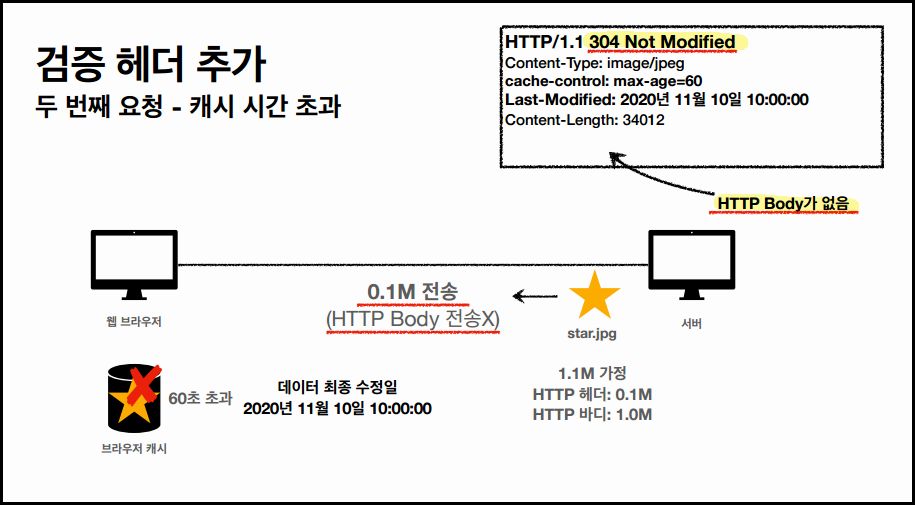 검증 헤더 추가
두 번째 요청 - 캐시 시간 초과
HTTP/1.1 304 Not Modified
Content-Type: image/jpeg
cache-control: max-age=60
Last-Modified: 2020년 11월 10일 10:00:00
Content-Length: 34012
HTTP Body가 없음
0.1M 전송
(HTTP Body 전송X)
웹 브라우저
star.jpg
서버
60초 초과
데이터 최종 수정일
2020년 11월 10일 10:00:00
1.1M 가정
HTTP 헤더: 0.1M
HTTP 바디: 1.0M
브라우저 캐시